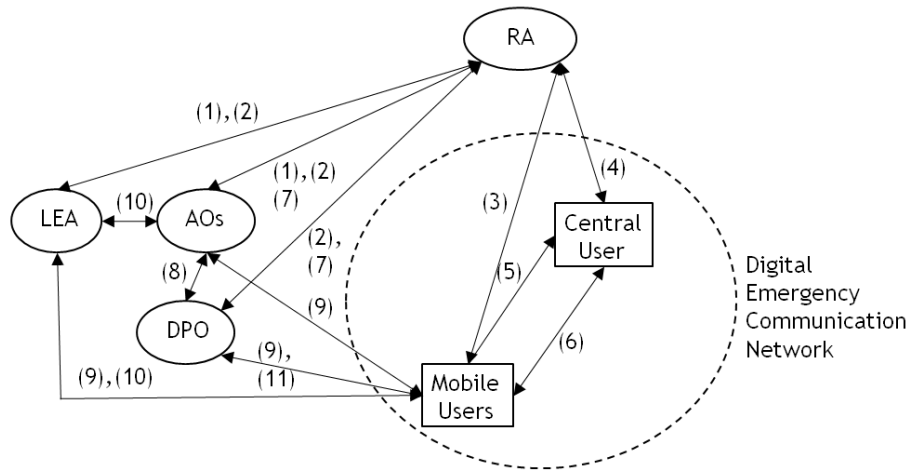 RA
(1),(2)
(1),(2)
(7)
(3)
(4)
LEA
(10)
AOs
Central
User
(2),
(7)
(5)
(8)
(9)
DPO
(6)
Digital
Emergency
Communication
Network
(9),
(11)
(9),(10)
Mobile
Users